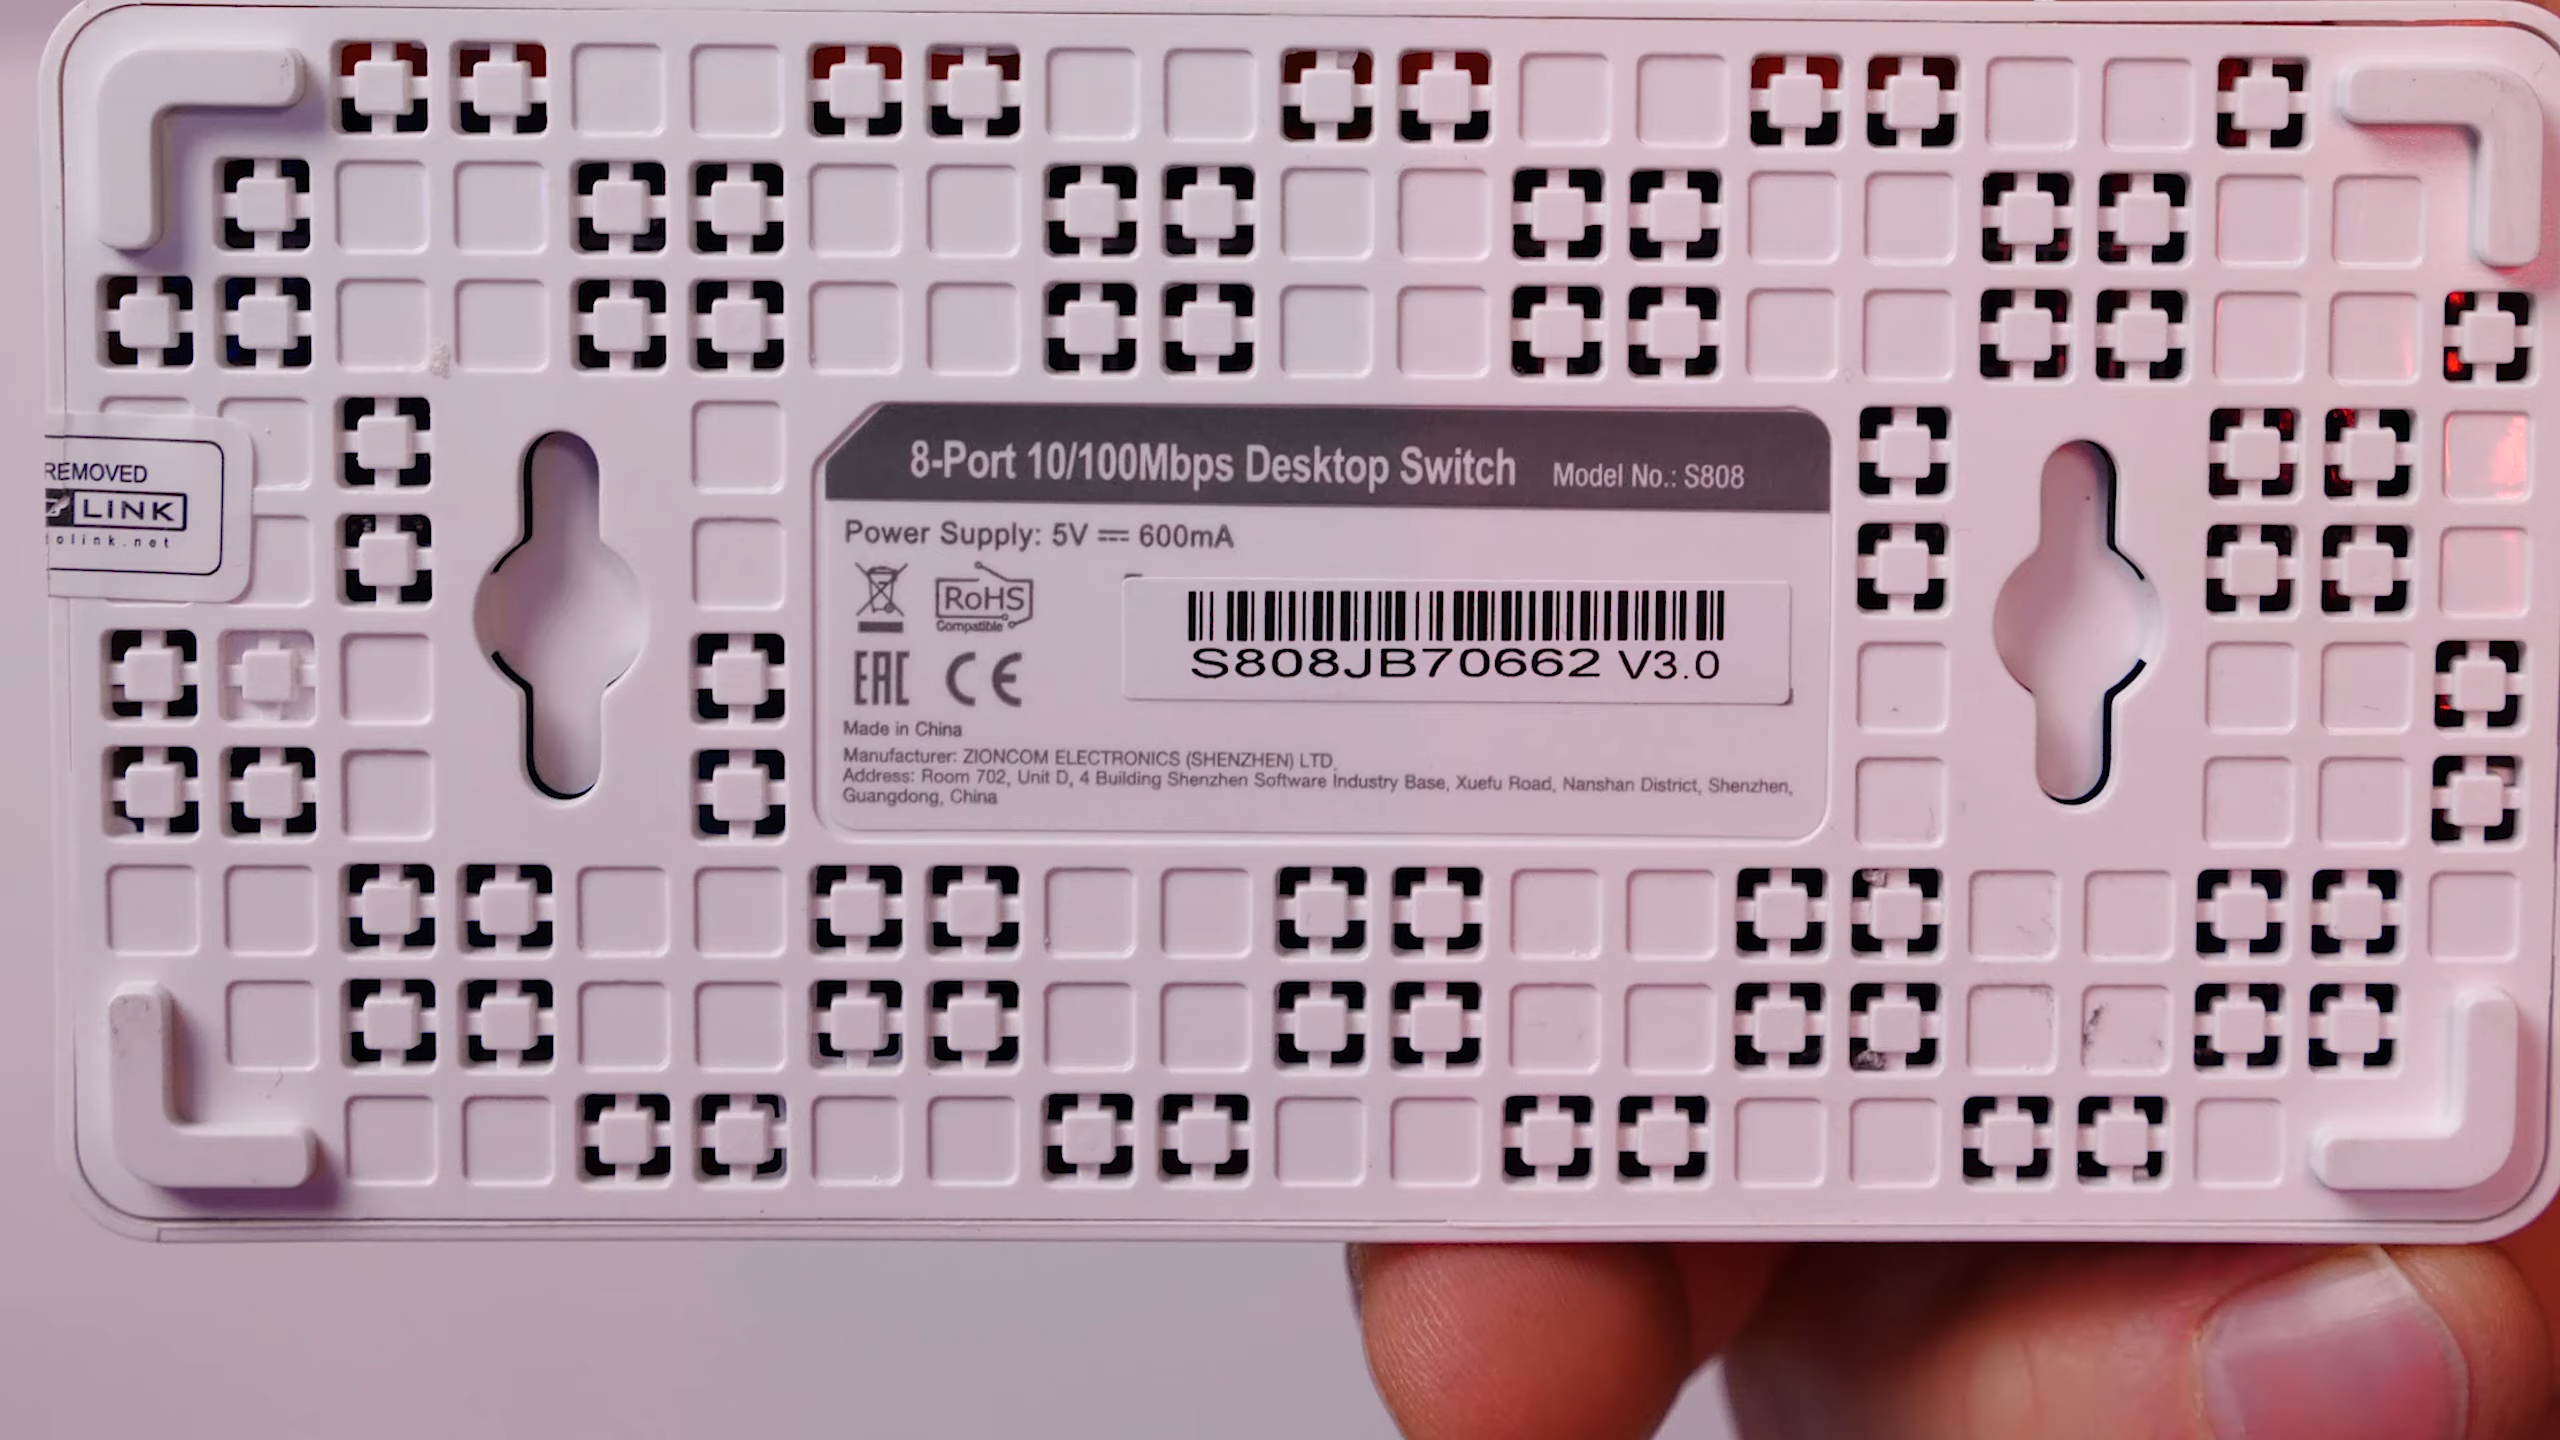 8-Port 10/100Mbps Desktop Switch Model No.: S808
REMOVED
LINK
olink.net
Power Supply: 5V ⎓ 600mA
RoHS
Compatible
S808JB70662 V3.0
EAC CE
Made in China
Manufacturer: ZIONCOM ELECTRONICS (SHENZHEN) LTD.
Address: Room 702, Unit D, 4 Building Shenzhen Software Industry Base, Xuefu Road, Nanshan District, Shenzhen,
Guangdong, China